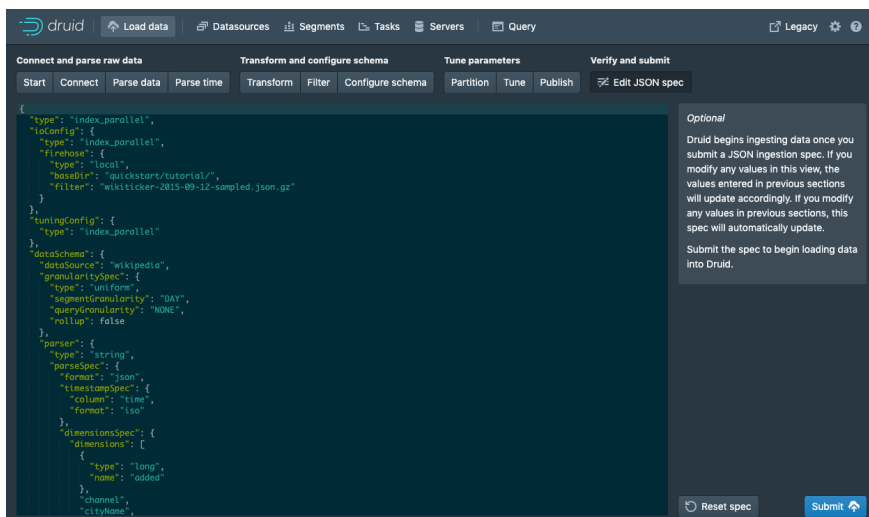 druid
Load data
Datasources
Segments
Tasks
Servers
Query
Legacy
Connect and parse raw data
Transform and configure schema
Tune parameters
Verify and submit
Start
Connect
Parse data
Parse time
Transform
Filter
Configure schema
Partition
Tune
Publish
Edit JSON spec
{
"type": "index_parallel",
"ioConfig": {
"type": "index_parallel",
"firehose": {
"type": "local",
"baseDir": "quickstart/tutorial/",
"filter": "wikiticker-2015-09-12-sampled.json.gz"
}
},
"tuningConfig": {
"type": "index_parallel"
},
"dataSchema": {
"dataSource": "wikipedia",
"granularitySpec": {
"type": "uniform",
"segmentGranularity": "DAY",
"queryGranularity": "NONE",
"rollup": false
},
"parser": {
"type": "string",
"parseSpec": {
"format": "json",
"timestampSpec": {
"column": "time",
"format": "iso"
},
"dimensionsSpec": {
"dimensions": [
{
"type": "long",
"name": "added"
},
"channel",
"cityName",
Optional
Druid begins ingesting data once you
submit a JSON ingestion spec. If you
modify any values in this view, the
values entered in previous sections
will update accordingly. If you modify
any values in previous sections, this
spec will automatically update.
Submit the spec to begin loading data
into Druid.
Reset spec
Submit